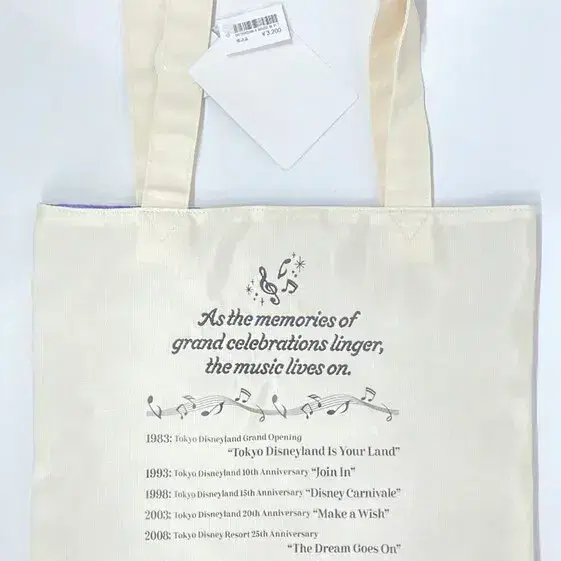 ¥3,200
As the memories of
grand celebrations linger,
the music lives on.
1983: Tokyo Disneyland Grand Opening
"Tokyo Disneyland Is Your Land"
1993: Tokyo Disneyland 10th Anniversary "Join In"
1998: Tokyo Disneyland 15th Anniversary "Disney Carnivale"
2003: Tokyo Disneyland 20th Anniversary "Make a Wish"
2008: Tokyo Disney Resort 25th Anniversary
"The Dream Goes On"